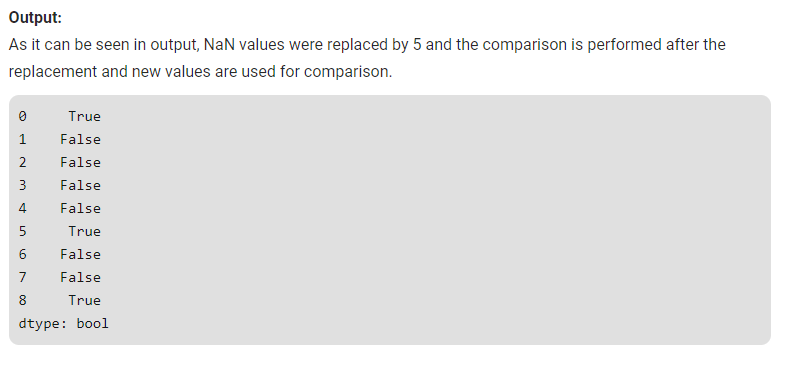 Output:
As it can be seen in output, NaN values were replaced by 5 and the comparison is performed after the
replacement and new values are used for comparison.
0     True
1    False
2    False
3    False
4    False
5     True
6    False
7    False
8     True
dtype: bool